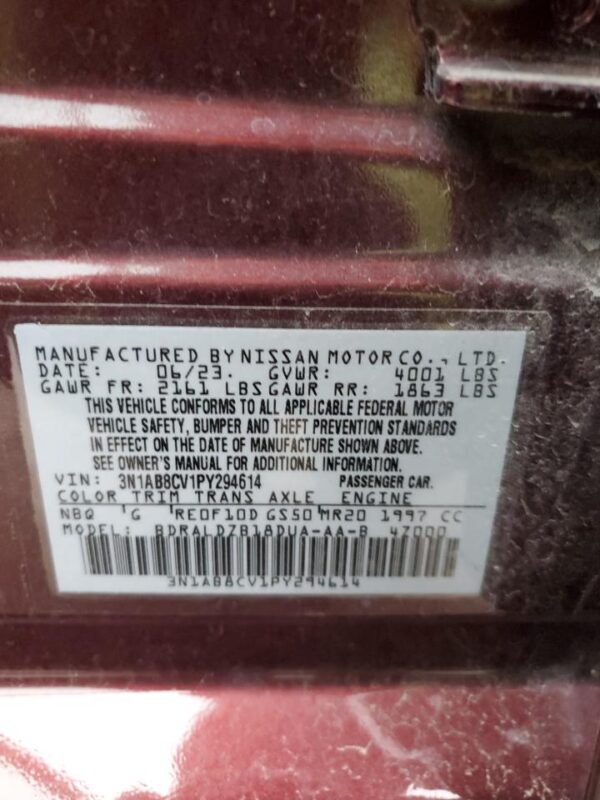 MANUFACTURED BY NISSAN MOTOR CO., LTD.
DATE: 06/23. GVWR: 4001 LBS
GAWR FR: 2161 LBS GAWR RR: 1863 LBS
THIS VEHICLE CONFORMS TO ALL APPLICABLE FEDERAL MOTOR
VEHICLE SAFETY, BUMPER AND THEFT PREVENTION STANDARDS
IN EFFECT ON THE DATE OF MANUFACTURE SHOWN ABOVE.
SEE OWNER'S MANUAL FOR ADDITIONAL INFORMATION.
VIN: 3N1AB8CV1PY294614 PASSENGER CAR.
COLOR TRIM TRANS AXLE ENGINE
NBQ 'G 'RE0F10D GS50 MR20 1997 CC
MODEL: BDRALDZB18DUA-AA-B 47000
3N1AB8CV1PY294614